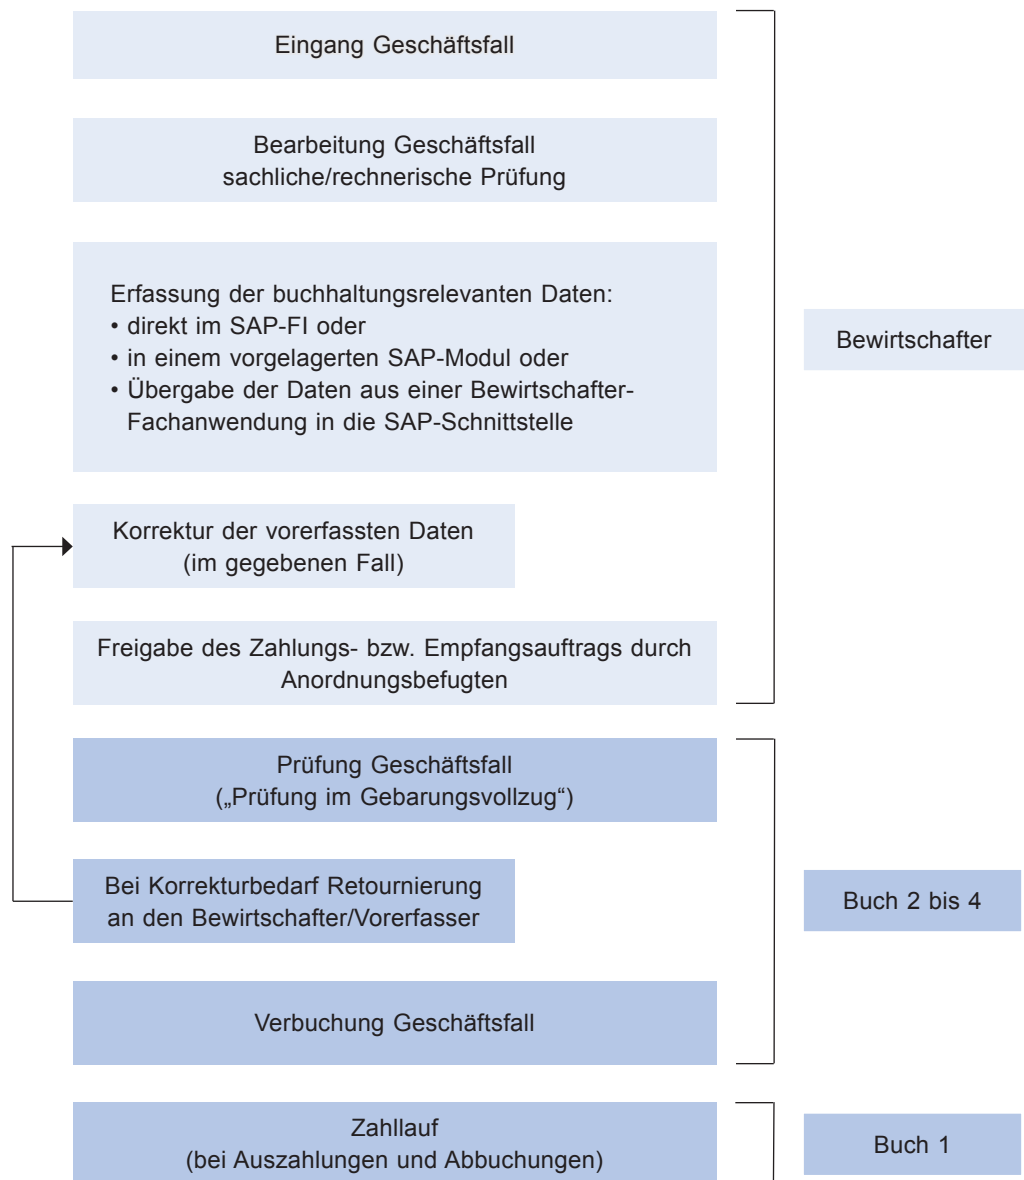 Eingang Geschäftsfall
Bearbeitung Geschäftsfall
sachliche/rechnerische Prüfung
Erfassung der buchhaltungsrelevanten Daten:
• direkt im SAP-FI oder
• in einem vorgelagerten SAP-Modul oder
• Übergabe der Daten aus einer Bewirtschafter-
Fachanwendung in die SAP-Schnittstelle
Bewirtschafter
Korrektur der vorerfassten Daten
(im gegebenen Fall)
Freigabe des Zahlungs- bzw. Empfangsauftrags durch
Anordnungsbefugten
Prüfung Geschäftsfall
(„Prüfung im Gebarungsvollzug“)
Bei Korrekturbedarf Retournierung
an den Bewirtschafter/Vorerfasser
Buch 2 bis 4
Verbuchung Geschäftsfall
Zahllauf
(bei Auszahlungen und Abbuchungen)
Buch 1